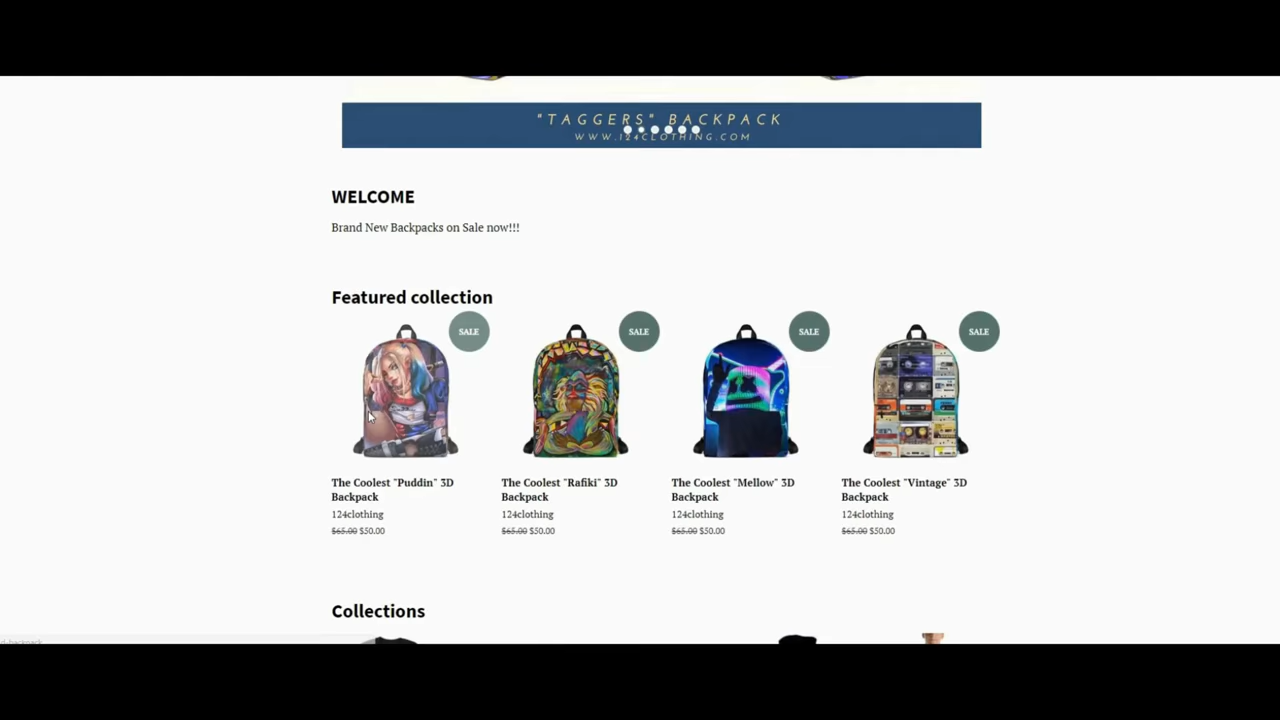 "TAGGERS" BACKPACK
WWW.124CLOTHING.COM
WELCOME
Brand New Backpacks on Sale now!!!
Featured collection
SALE
SALE
SALE
SALE
The Coolest "Puddin" 3D
Backpack
124clothing
$65.00 $50.00
The Coolest "Rafiki" 3D
Backpack
124clothing
$65.00 $50.00
The Coolest "Mellow" 3D
Backpack
124clothing
$65.00 $50.00
The Coolest "Vintage" 3D
Backpack
124clothing
$65.00 $50.00
Collections